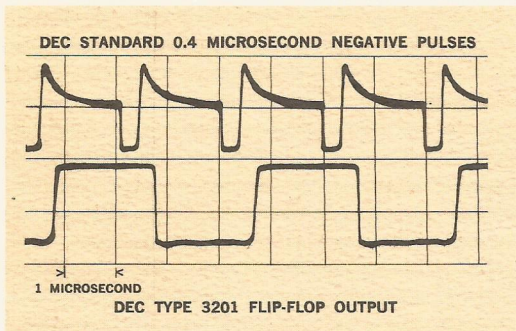 DEC STANDARD 0.4 MICROSECOND NEGATIVE PULSES
1 MICROSECOND
DEC TYPE 3201 FLIP-FLOP OUTPUT